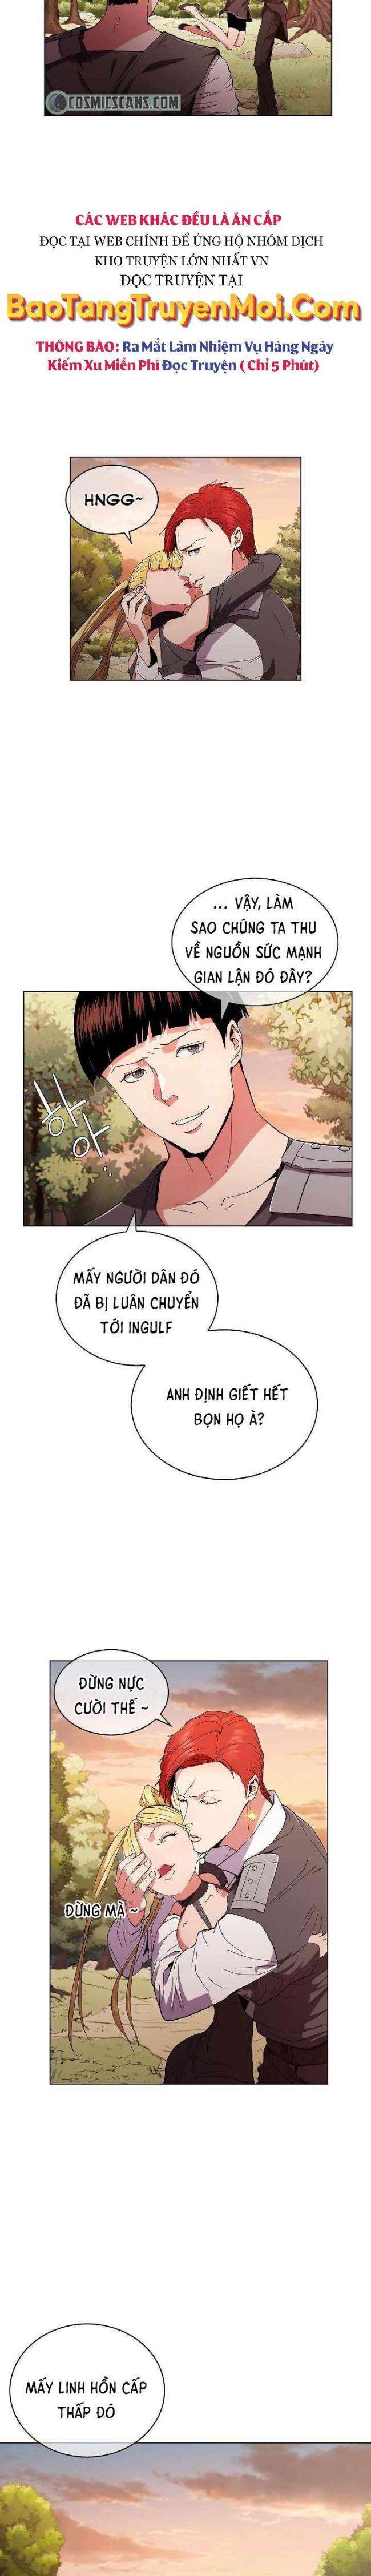 COSMICSCANS.COM
CÁC WEB KHÁC ĐỀU LÀ ĂN CẮP
ĐỌC TẠI WEB CHÍNH ĐỂ ỦNG HỘ NHÓM DỊCH
KHO TRUYỆN LỚN NHẤT VN
ĐỌC TRUYỆN TẠI
BaoTangTruyenMoi.Com
THÔNG BÁO: Ra Mắt Làm Nhiệm Vụ Hàng Ngày
Kiếm Xu Miễn Phí Đọc Truyện ( Chỉ 5 Phút)
HNGG~
... VẬY, LÀM
SAO CHÚNG TA THU
VỀ NGUỒN SỨC MẠNH
GIAN LẬN ĐÓ ĐÂY?
하아...
MẤY NGƯỜI DÂN ĐÓ
ĐÃ BỊ LUÂN CHUYỂN
TỚI INGULF
ANH ĐỊNH GIẾT HẾT
BỌN HỌ À?
ĐỪNG NỰC
CƯỜI THẾ ~
ĐỪNG MÀ ~
MẤY LINH HỒN CẤP
THẤP ĐÓ